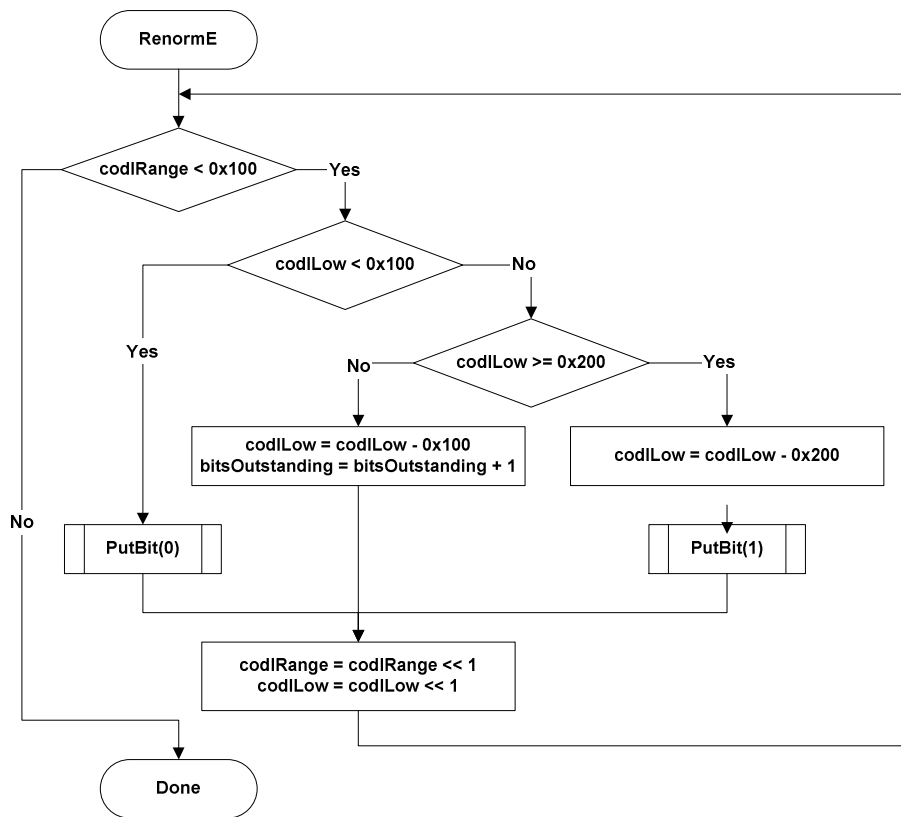 RenormE
codIRange < 0x100
Yes
codILow < 0x100
No
Yes
codILow >= 0x200
No
Yes
codILow = codILow - 0x100
bitsOutstanding = bitsOutstanding + 1
codILow = codILow - 0x200
No
PutBit(0)
PutBit(1)
codIRange = codIRange << 1
codILow = codILow << 1
Done